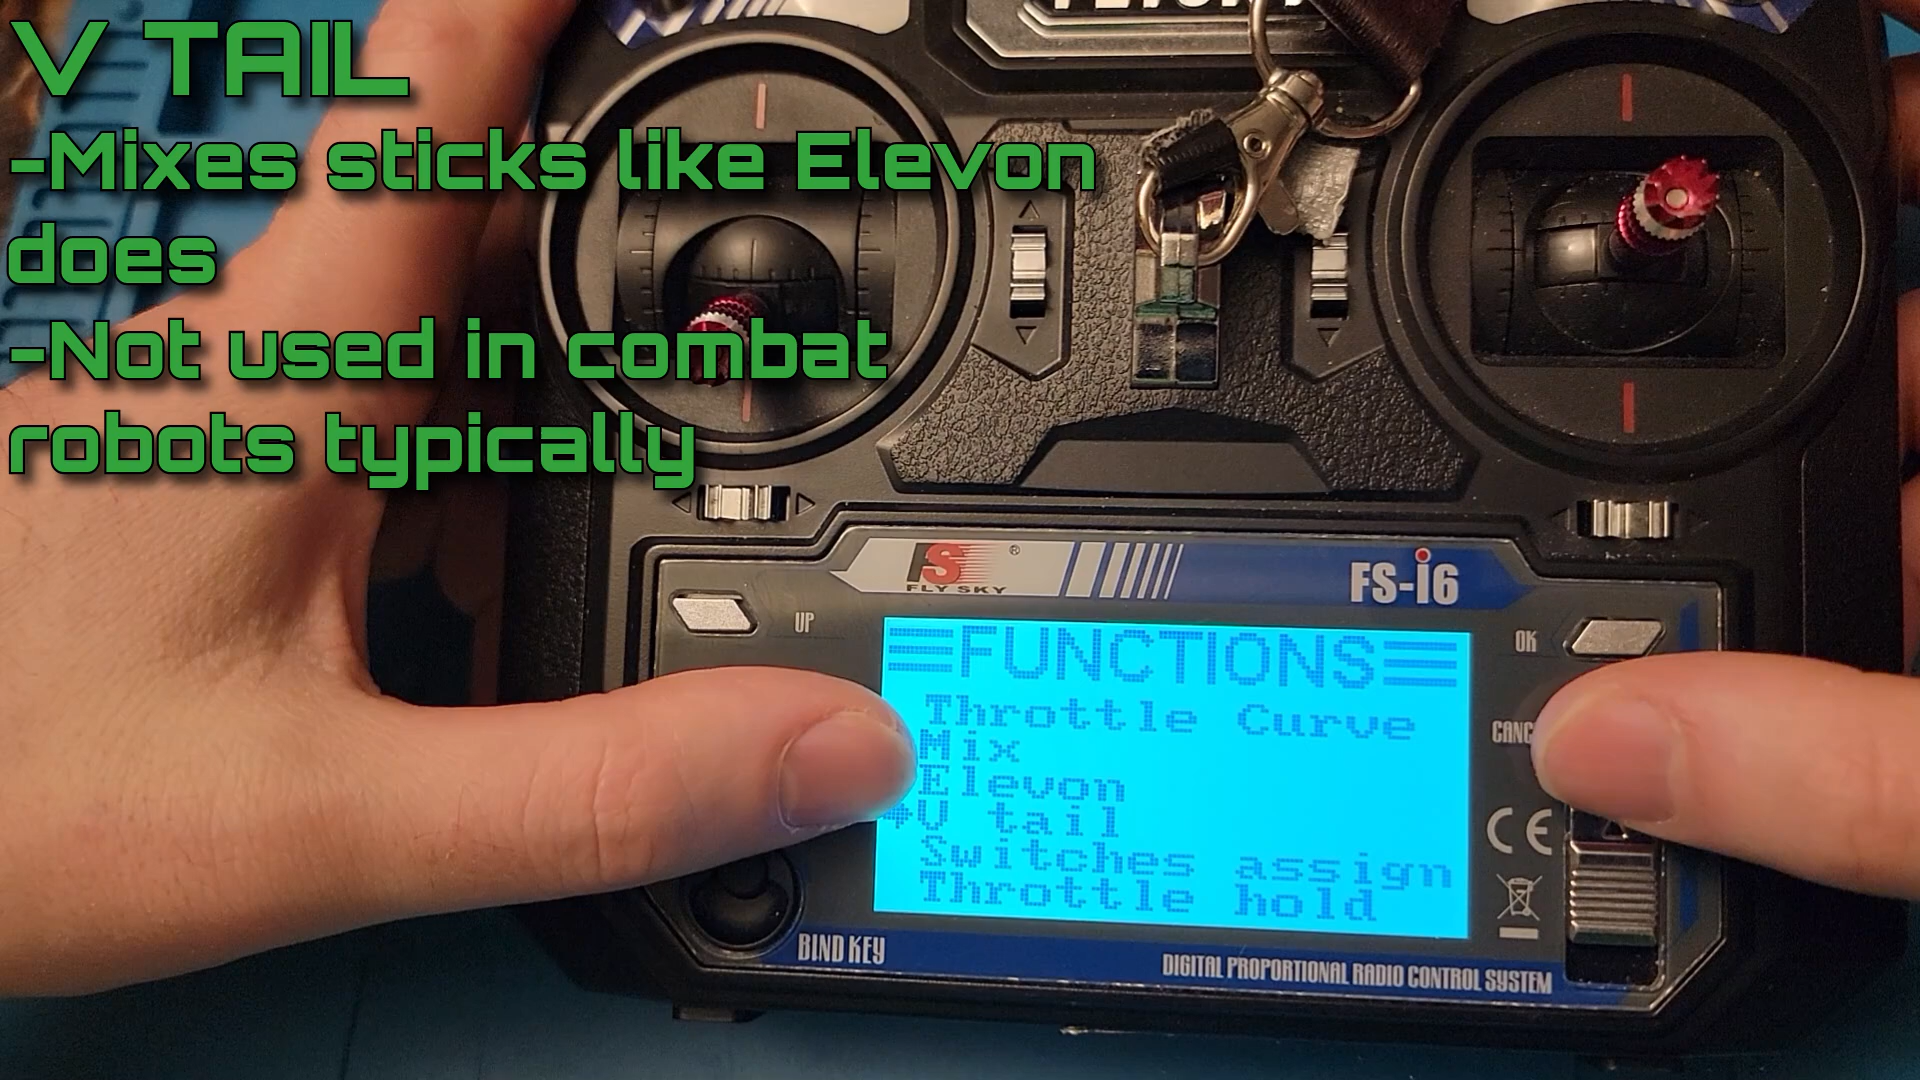 V TAIL
-Mixes sticks like Elevon
does
-Not used in combat
robots typically
FS
®
FLY SKY
FS-i6
UP
OK
FUNCTIONS
Throttle Curve
Mix
Elevon
V tail
Switches assign
Throttle hold
CE
BIND KEY
DIGITAL PROPORTIONAL RADIO CONTROL SYSTEM